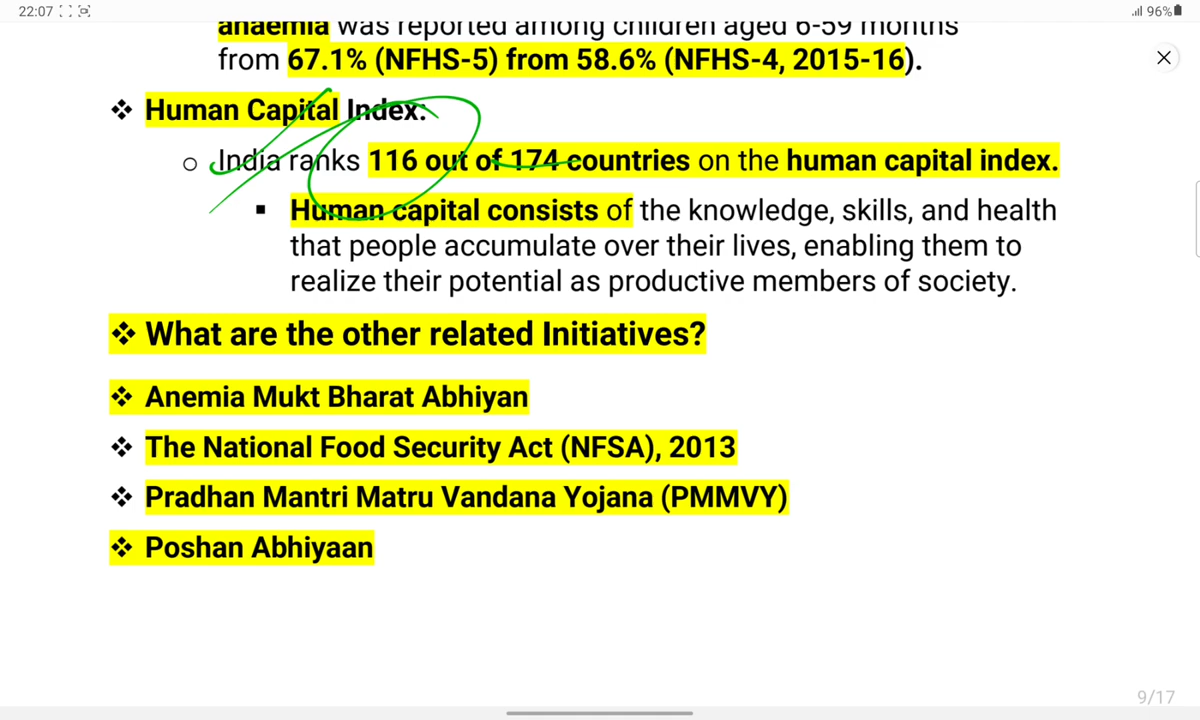 22:07
96%
anaemia was reported among children aged 6-59 months
from 67.1% (NFHS-5) from 58.6% (NFHS-4, 2015-16).
❖ Human Capital Index:
o India ranks 116 out of 174 countries on the human capital index.
▪ Human capital consists of the knowledge, skills, and health
that people accumulate over their lives, enabling them to
realize their potential as productive members of society.
❖ What are the other related Initiatives?
❖ Anemia Mukt Bharat Abhiyan
❖ The National Food Security Act (NFSA), 2013
❖ Pradhan Mantri Matru Vandana Yojana (PMMVY)
❖ Poshan Abhiyaan
9/17